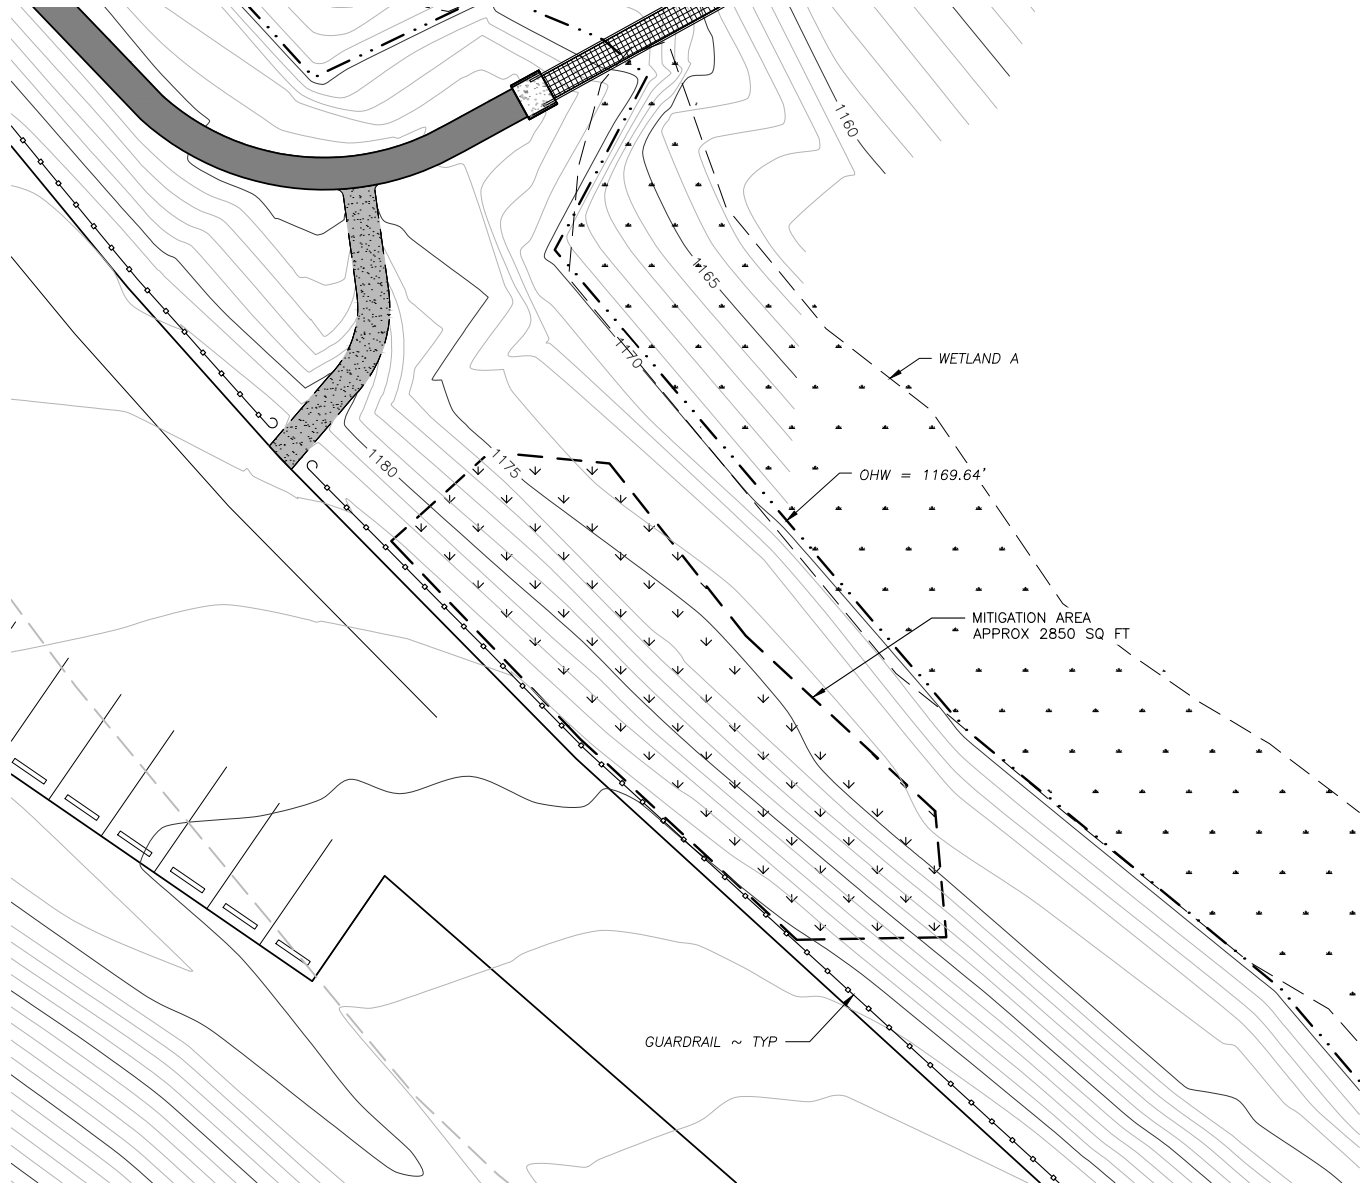 1160
1165
1170
WETLAND A
1180
1175
OHW = 1169.64'
MITIGATION AREA
APPROX 2850 SQ FT
GUARDRAIL ~ TYP